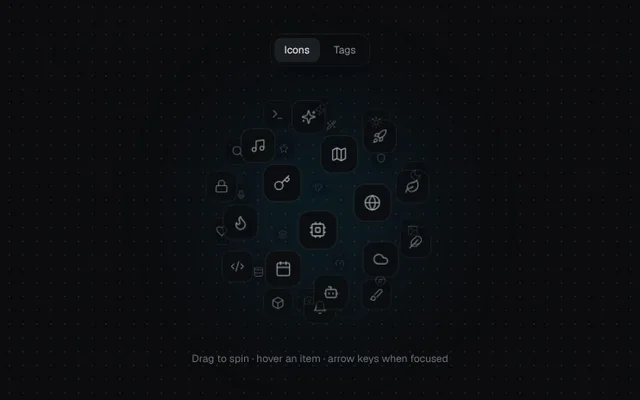 Icons
Tags
Drag to spin · hover an item · arrow keys when focused